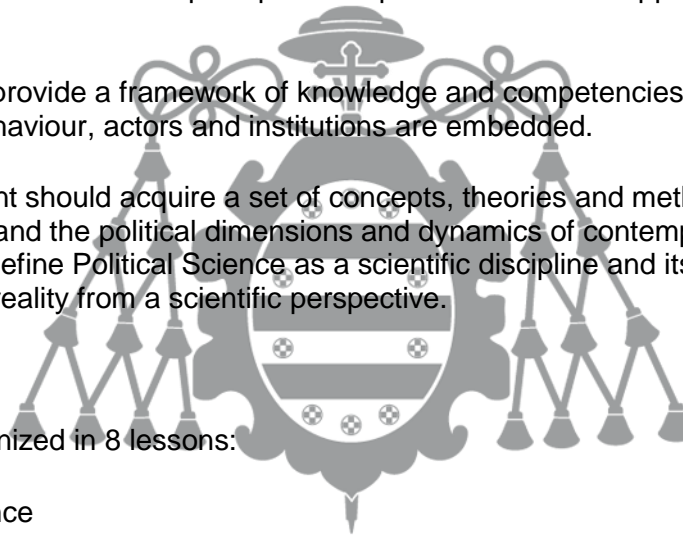 provide a framework of knowledge and competencies
haviour, actors and institutions are embedded.
nt should acquire a set of concepts, theories and met
and the political dimensions and dynamics of contemp
efine Political Science as a scientific discipline and its
reality from a scientific perspective.
nized in 8 lessons:
nce